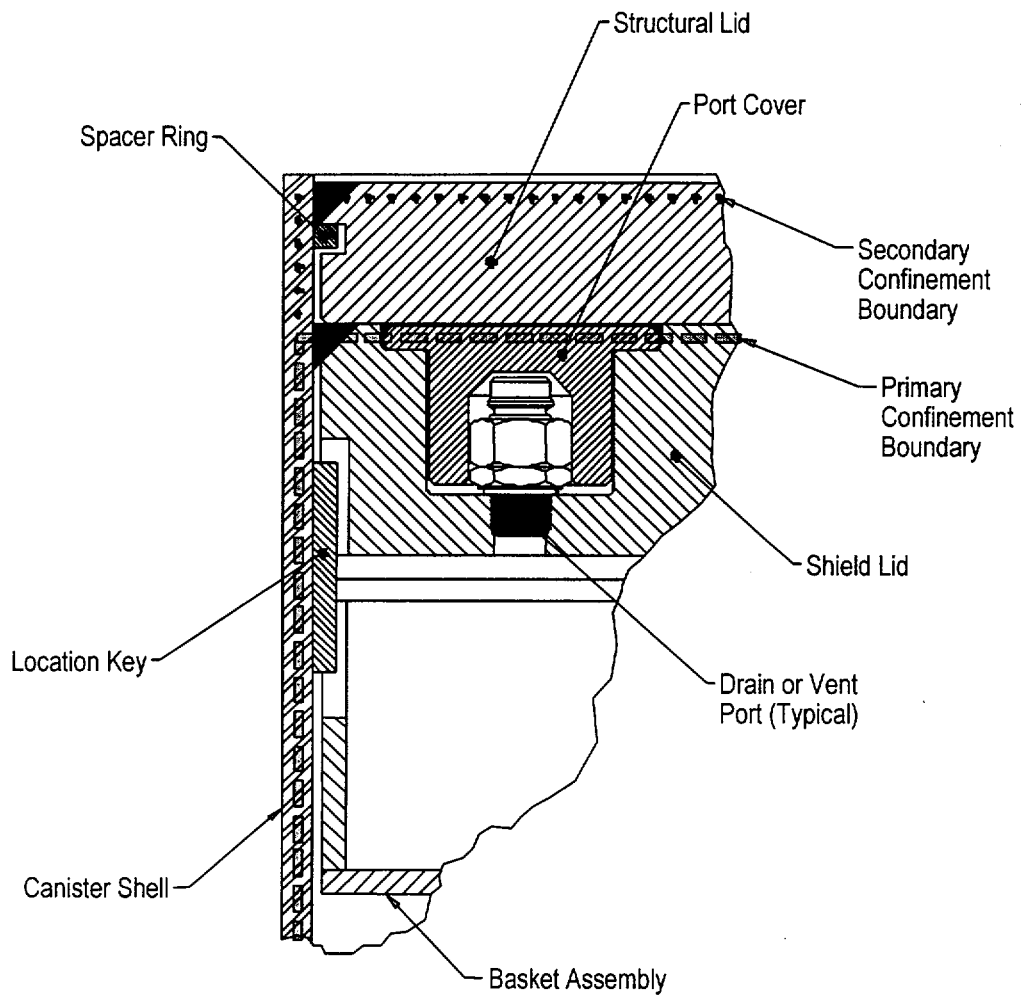 Structural Lid
Port Cover
Spacer Ring
Secondary
Confinement
Boundary
Primary
Confinement
Boundary
Shield Lid
Location Key
Drain or Vent
Port (Typical)
Canister Shell
Basket Assembly